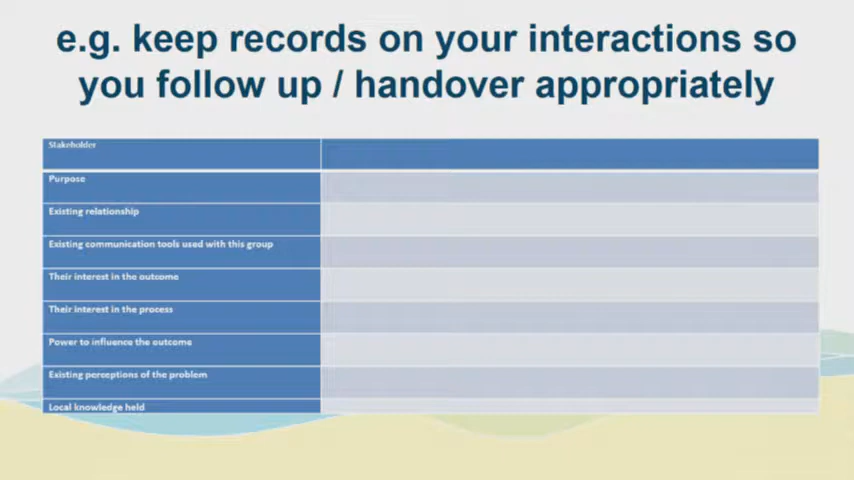 e.g. keep records on your interactions so
you follow up / handover appropriately
Stakeholder
Purpose
Existing relationship
Existing communication tools used with this group
Their interest in the outcome
Their interest in the process
Power to influence the outcome
Existing perceptions of the problem
Local knowledge held